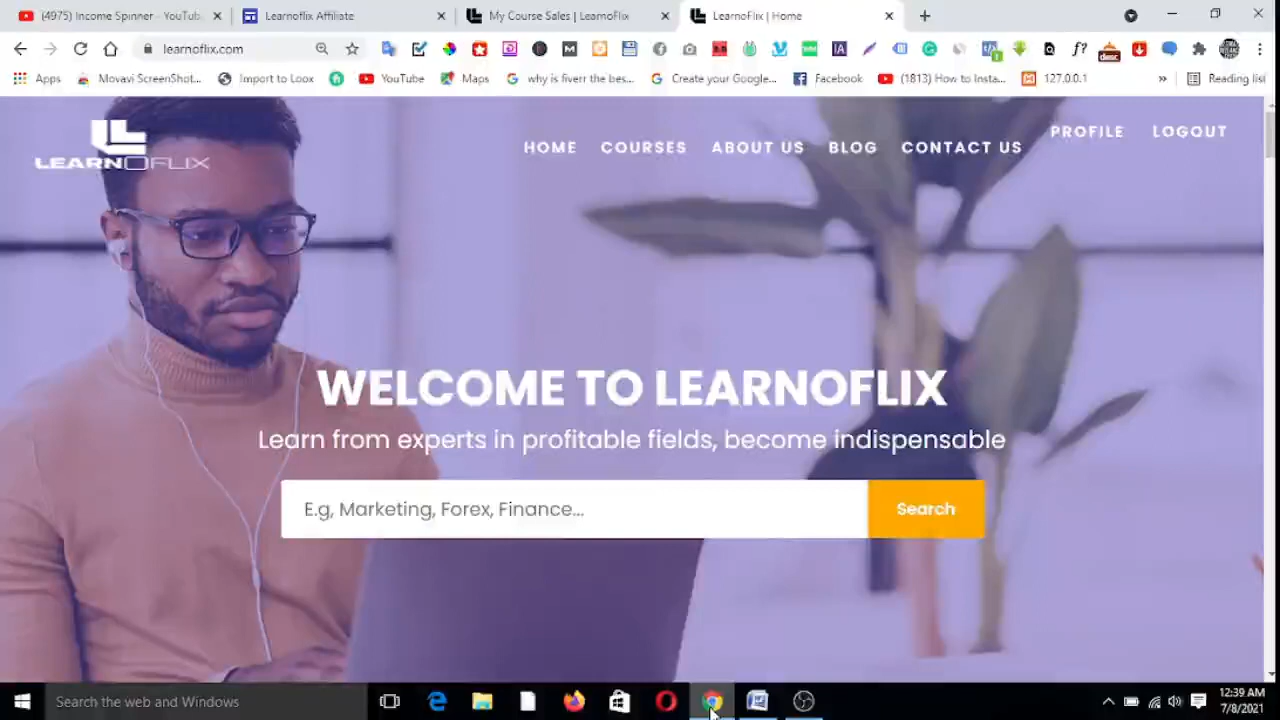 (4975) Income Spinner - YouTub
Learnoflix Affiliate
My Course Sales | LearnoFlix
LearnoFlix | Home
learnoflix.com
Apps
Movavi ScreenShot...
Import to Loox
YouTube
Maps
why is fiverr the bes...
Create your Google...
Facebook
(1813) How to Insta...
127.0.0.1
»
Reading list
LEARNOFLIX
HOME
COURSES
ABOUT US
BLOG
CONTACT US
PROFILE
LOGOUT
WELCOME TO LEARNOFLIX
Learn from experts in profitable fields, become indispensable
E.g, Marketing, Forex, Finance...
Search
Search the web and Windows
12:39 AM
7/8/2021